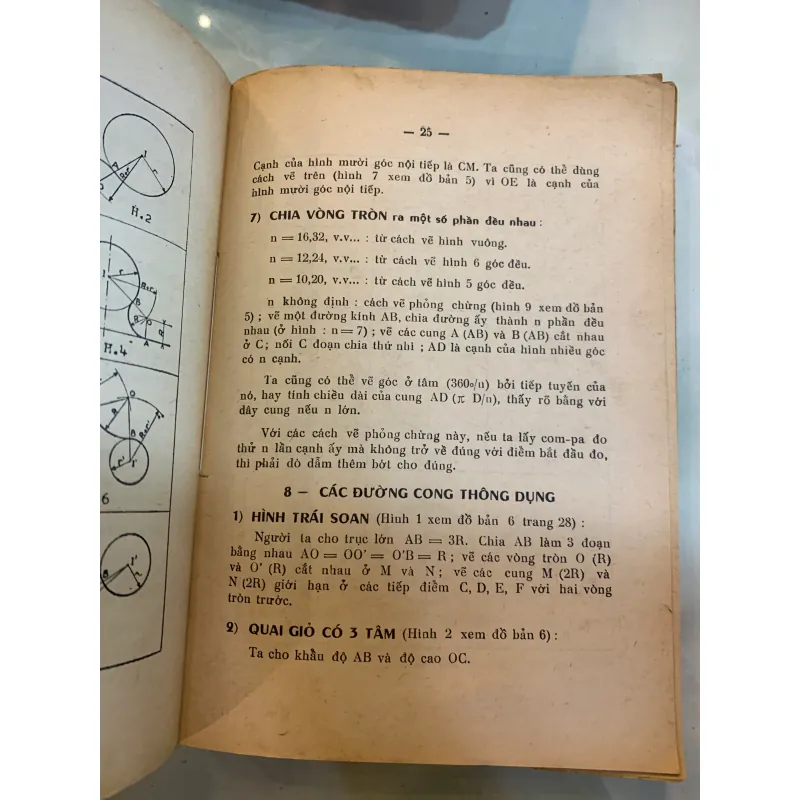 — 25 —
Cạnh của hình mười góc nội tiếp là CM. Ta cũng có thể dùng
cách vẽ trên (hình 7 xem đồ bản 5) vì OE là cạnh của
hình mười góc nội tiếp.
7) CHIA VÒNG TRÒN ra một số phần đều nhau :
n = 16,32, v.v... : từ cách vẽ hình vuông.
n = 12,24, v.v... : từ cách vẽ hình 6 góc đều.
n = 10,20, v.v... : từ cách vẽ hình 5 góc đều.
n không định : cách vẽ phỏng chừng (hình 9 xem đồ bản
5) ; vẽ một đường kính AB, chia đường ấy thành n phần đều
nhau (ở hình : n = 7) ; vẽ các cung A (AB) và B (AB) cắt nhau
ở C ; nối C đoạn chia thứ nhì ; AD là cạnh của hình nhiều góc
có n cạnh.
Ta cũng có thể vẽ góc ở tâm (360o/n) bởi tiếp tuyến của
nó, hay tính chiều dài của cung AD (π D/n), thấy rõ bằng với
dây cung nếu n lớn.
Với các cách vẽ phỏng chừng này, nếu ta lấy com-pa đo
thử n lần cạnh ấy mà không trở về đúng với điểm bắt đầu đo,
thì phải dò dẫm thêm bớt cho đúng.
8 — CÁC ĐƯỜNG CONG THÔNG DỤNG
1) HÌNH TRÁI SOAN (Hình 1 xem đồ bản 6 trang 28) :
Người ta cho trục lớn AB = 3R. Chia AB làm 3 đoạn
bằng nhau AO = OO' = O'B = R ; vẽ các vòng tròn O (R)
và O' (R) cắt nhau ở M và N ; vẽ các cung M (2R) và
N (2R) giới hạn ở các tiếp điểm C, D, E, F với hai vòng
tròn trước.
2) QUAI GIỎ CÓ 3 TÂM (Hình 2 xem đồ bản 6) :
Ta cho khẩu độ AB và độ cao OC.
H.2
H.4
6